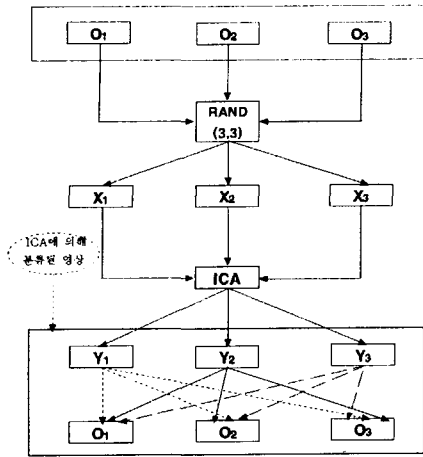 O1 O2 O3
RAND
(3,3)
X1 X2 X3
ICA에 의해
분류된 영상
ICA
Y1 Y2 Y3
O1 O2 O3